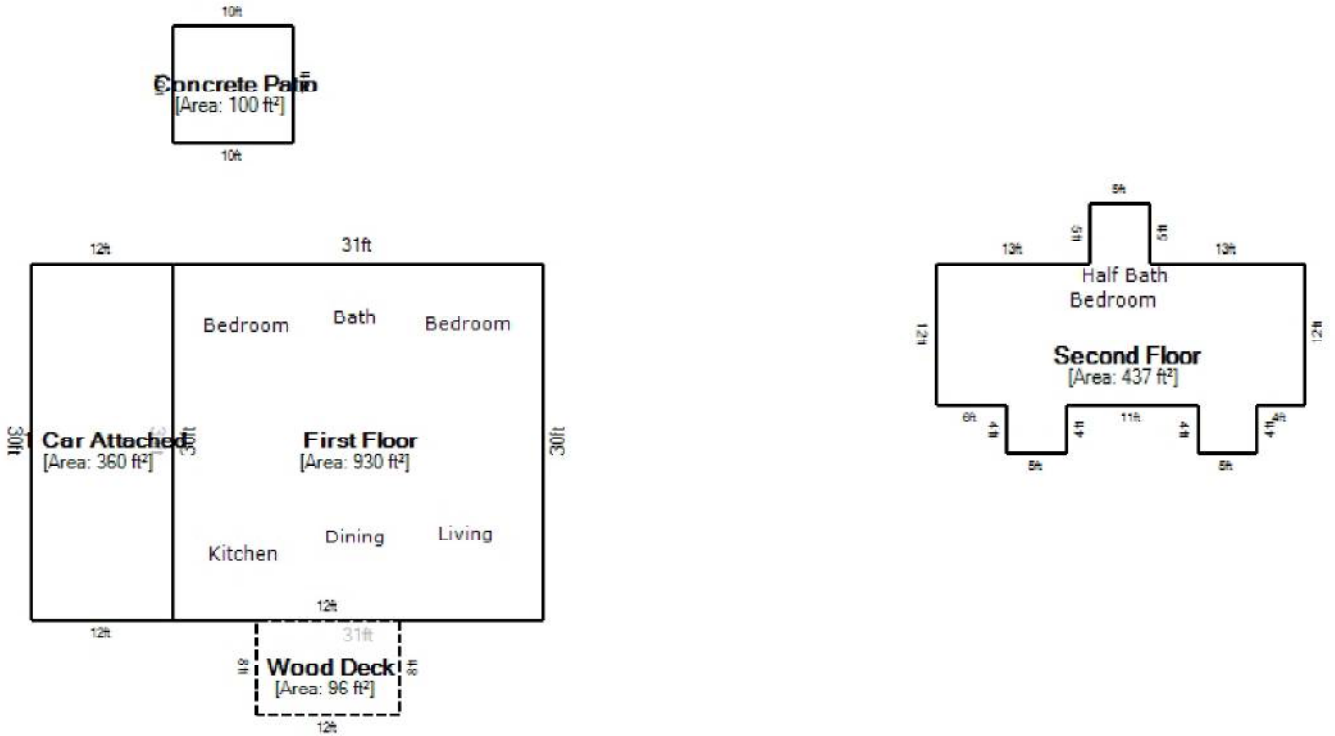 10ft
Concrete Patio
[Area: 100 ft²]
10ft
12ft
31ft
Bedroom
Bath
Bedroom
30ft
1 Car Attached
[Area: 360 ft²]
30ft
First Floor
[Area: 930 ft²]
30ft
Kitchen
Dining
Living
12ft
12ft
31ft
8ft
Wood Deck
[Area: 96 ft²]
8ft
12ft
5ft
5ft
5ft
13ft
13ft
Half Bath
Bedroom
12ft
Second Floor
[Area: 437 ft²]
12ft
6ft
4ft
4ft
11ft
4ft
4ft
4ft
5ft
5ft